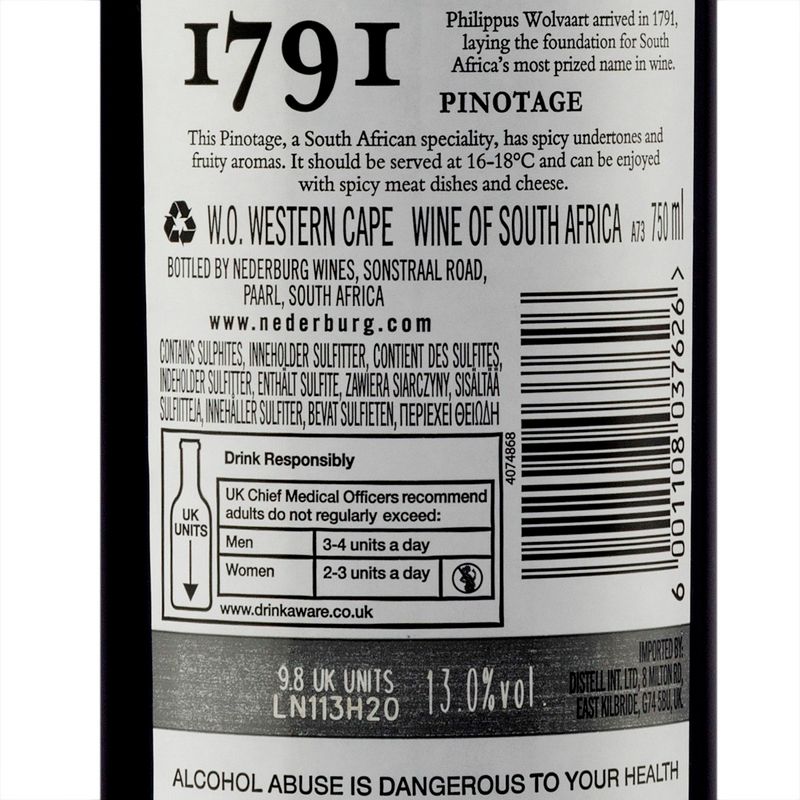 1791
Philippus Wolvaart arrived in 1791,
laying the foundation for South
Africa's most prized name in wine.
PINOTAGE
This Pinotage, a South African speciality, has spicy undertones and
fruity aromas. It should be served at 16-18°C and can be enjoyed
with spicy meat dishes and cheese.
W.O. WESTERN CAPE WINE OF SOUTH AFRICA A73 750 ml
BOTTLED BY NEDERBURG WINES, SONSTRAAL ROAD,
PAARL, SOUTH AFRICA
www.nederburg.com
CONTAINS SULPHITES, INNEHOLDER SULFITTER, CONTIENT DES SULFITES,
INDEHOLDER SULFITTER, ENTHÄLT SULFITE, ZAWIERA SIARCZYNY, SISÄLTÄÄ
SULFIITTEJA, INNEHÅLLER SULFITER, BEVAT SULFIETEN, ΠΕΡΙΕΧΕΙ ΘΕΙΩΔΗ
4074868
6 001108 037626 >
UK
UNITS
Drink Responsibly
UK Chief Medical Officers recommend
adults do not regularly exceed:
Men 3-4 units a day
Women 2-3 units a day
www.drinkaware.co.uk
9.8 UK UNITS
LN113H20
13.0%vol.
IMPORTED BY:
DISTELL INT. LTD, 8 MILTON RD,
EAST KILBRIDE, G74 5BU, UK.
ALCOHOL ABUSE IS DANGEROUS TO YOUR HEALTH